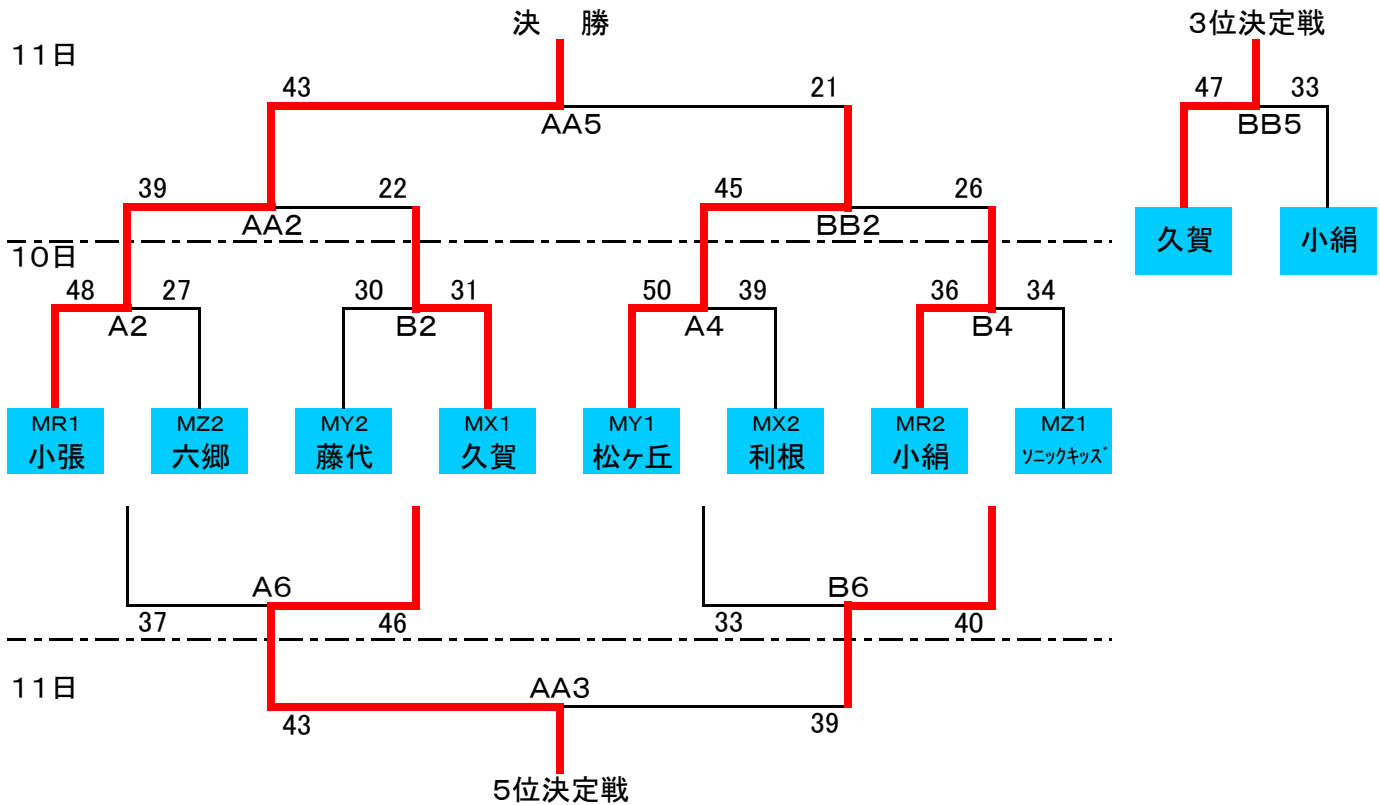 決 勝
3位決定戦
11日
43 21
47 33
AA5
BB5
39 22 45 26
AA2 BB2
久賀 小絹
10日
48 27 30 31 50 39 36 34
A2 B2 A4 B4
MR1 MZ2 MY2 MX1 MY1 MX2 MR2 MZ1
小張 六郷 藤代 久賀 松ヶ丘 利根 小絹 ソニックキッズ
A6 B6
37 46 33 40
11日
AA3
43 39
5位決定戦